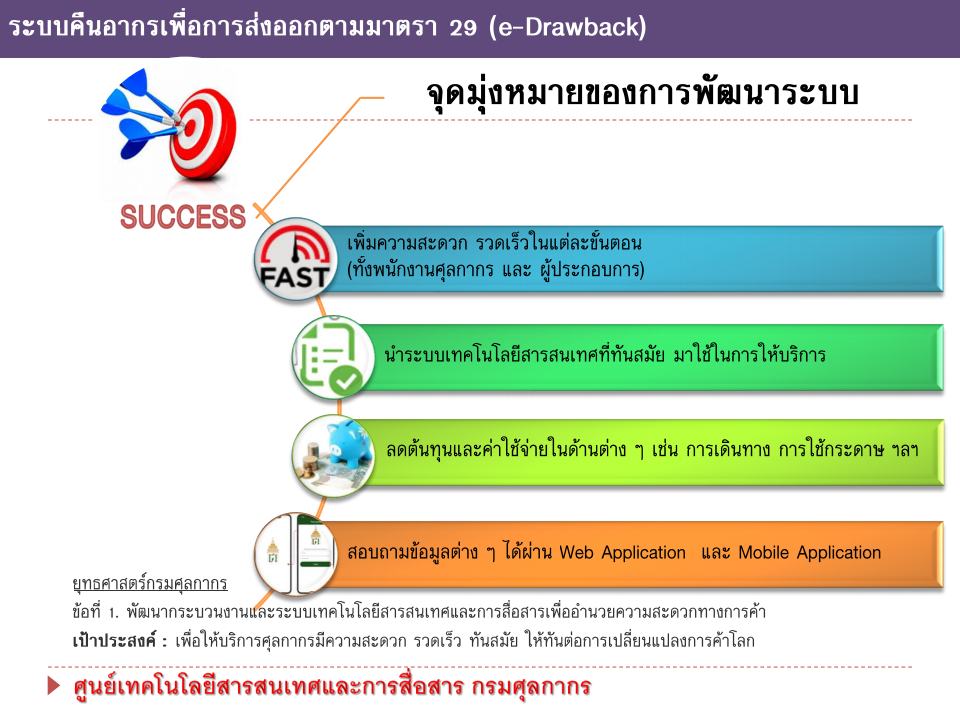 ระบบคืนอากรเพื่อการส่งออกตามมาตรา 29 (e-Drawback)
จุดมุ่งหมายของการพัฒนาระบบ
SUCCESS
FAST
เพิ่มความสะดวก รวดเร็วในแต่ละขั้นตอน
(ทั้งพนักงานศุลกากร และ ผู้ประกอบการ)
นำระบบเทคโนโลยีสารสนเทศที่ทันสมัย มาใช้ในการให้บริการ
ลดต้นทุนและค่าใช้จ่ายในด้านต่าง ๆ เช่น การเดินทาง การใช้กระดาษ ฯลฯ
สอบถามข้อมูลต่าง ๆ ได้ผ่าน Web Application และ Mobile Application
ยุทธศาสตร์กรมศุลกากร
ข้อที่ 1. พัฒนากระบวนงานและระบบเทคโนโลยีสารสนเทศและการสื่อสารเพื่ออำนวยความสะดวกทางการค้า
เป้าประสงค์ : เพื่อให้บริการศุลกากรมีความสะดวก รวดเร็ว ทันสมัย ให้ทันต่อการเปลี่ยนแปลงการค้าโลก
ศูนย์เทคโนโลยีสารสนเทศและการสื่อสาร กรมศุลกากร